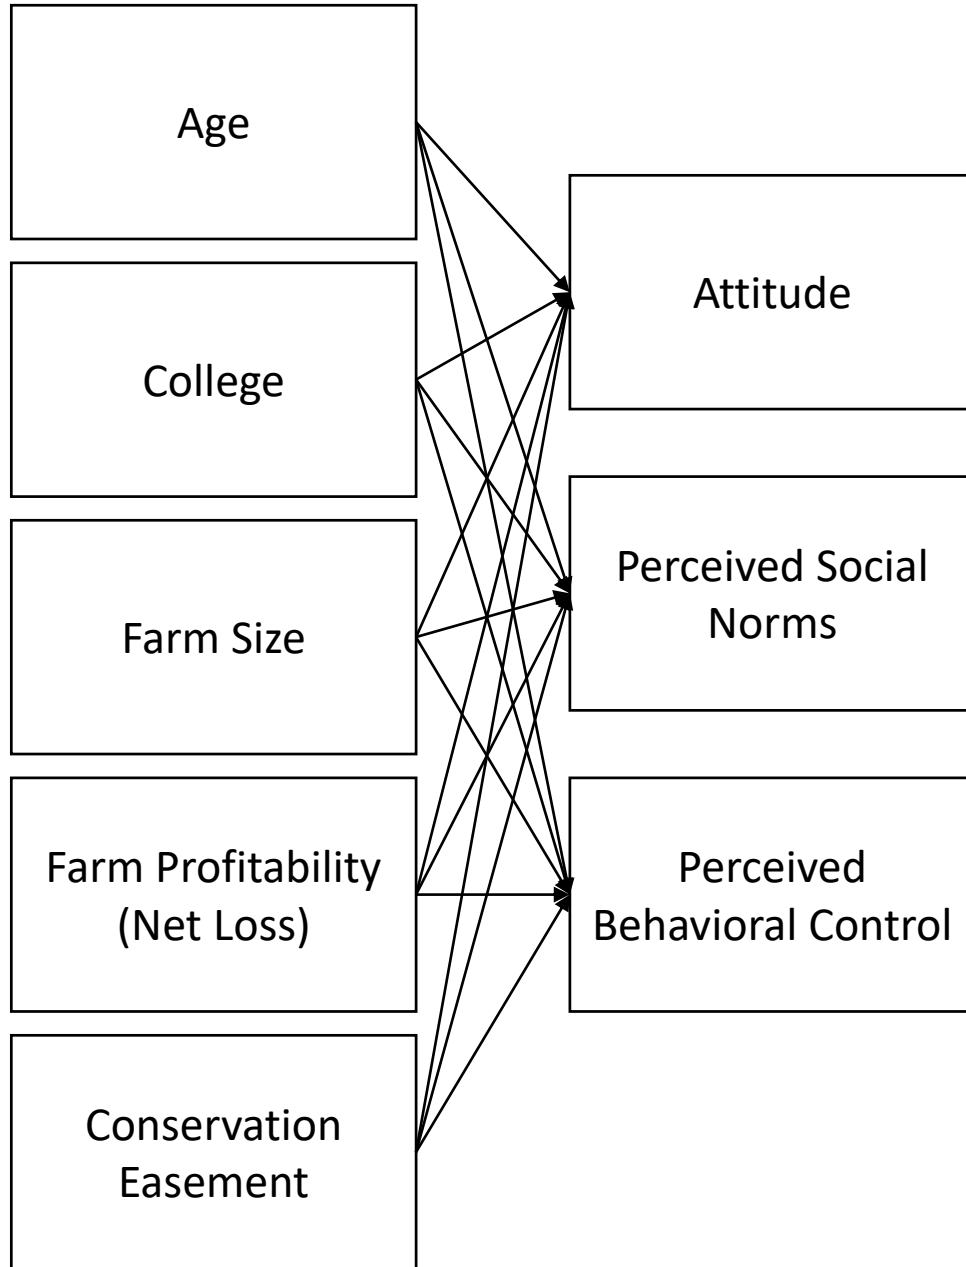 Age
College
Farm Size
Farm Profitability
(Net Loss)
Conservation
Easement
Attitude
Perceived Social
Norms
Perceived
Behavioral Control